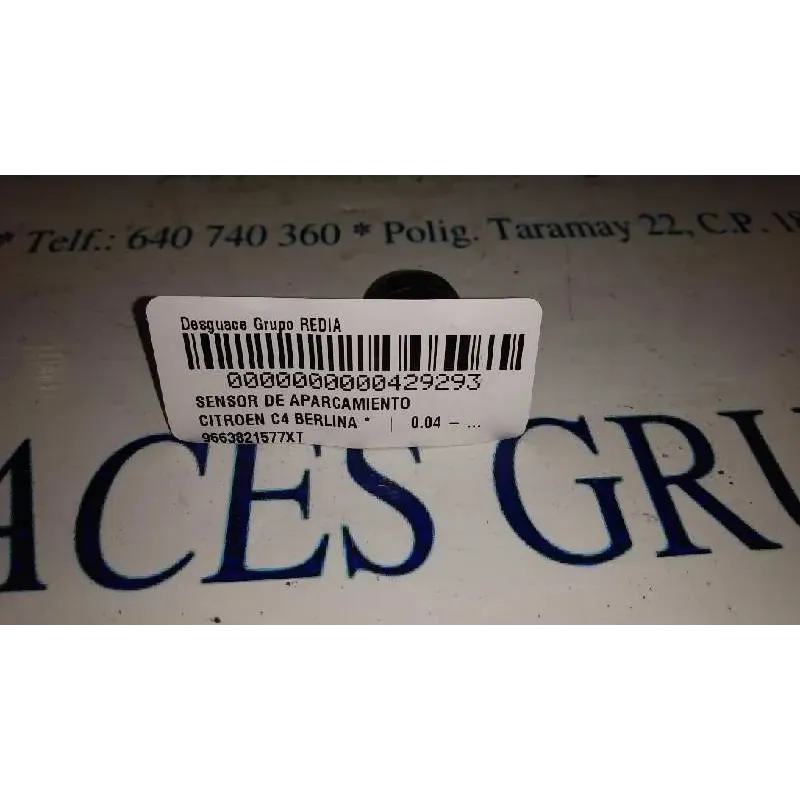 * Telf.: 640 740 360 * Polig. Taramay 22, C.P. 18
Desguace Grupo REDIA
0000000000429293
SENSOR DE APARCAMIENTO
CITROEN C4 BERLINA * | 0.04 – ...
9663821577XT
ACES GRU